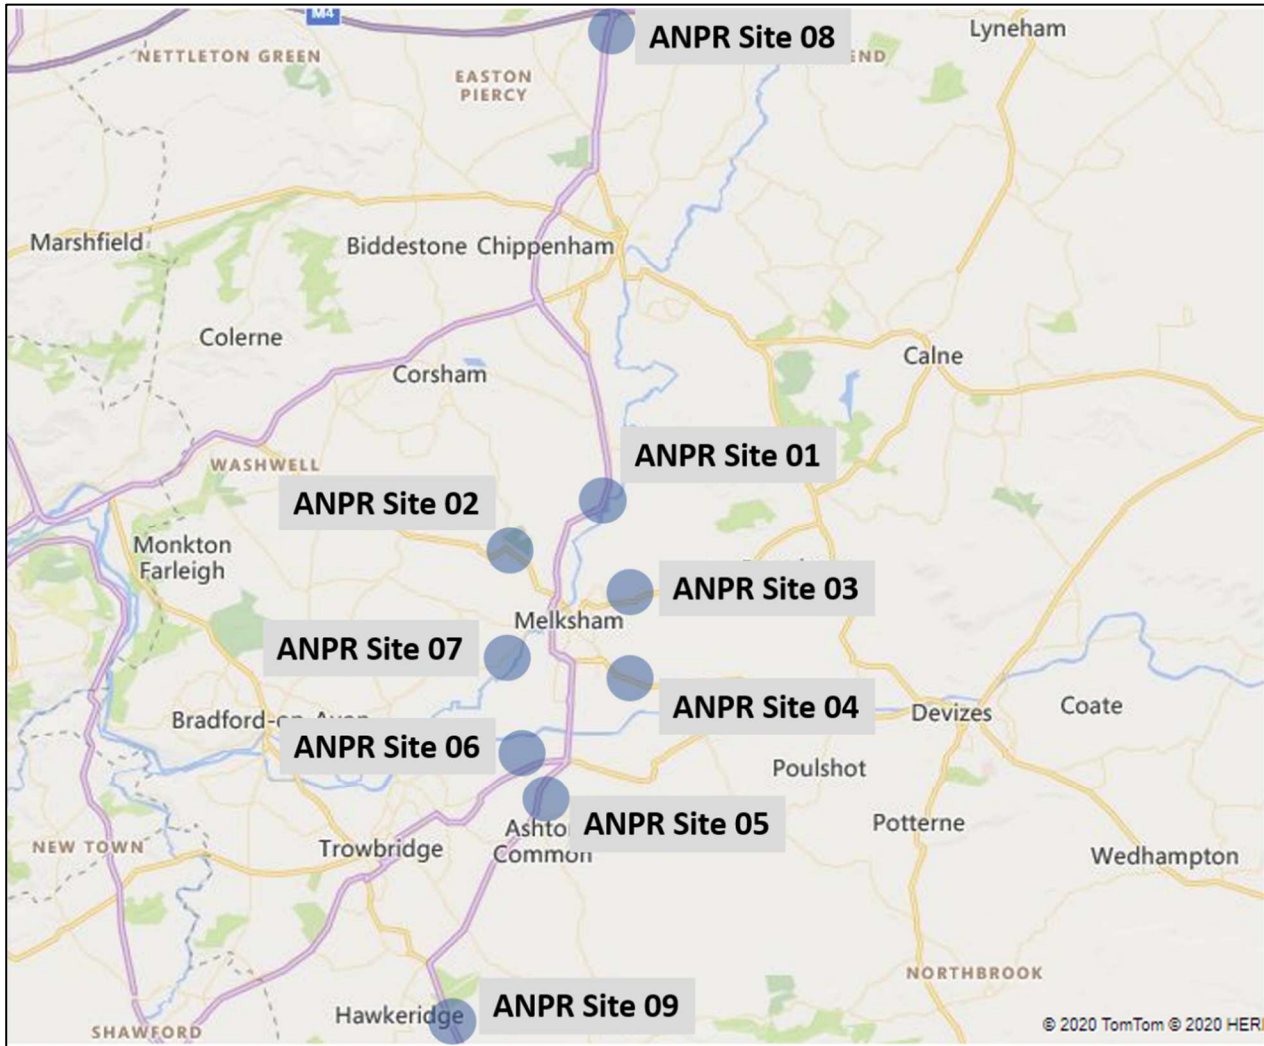 M4
ANPR Site 08
Lyneham
NETTLETON GREEN
END
EASTON
PIERCY
Marshfield
Biddestone
Chippenham
Colerne
Corsham
Calne
ANPR Site 01
WASHWELL
ANPR Site 02
Monkton
Farleigh
ANPR Site 03
Melksham
ANPR Site 07
ANPR Site 04
Devizes
Coate
Bradford-on-Avon
ANPR Site 06
Poulshot
ANPR Site 05
Ashton
Common
Potterne
NEW TOWN
Trowbridge
Wedhampton
NORTHBROOK
ANPR Site 09
Hawkeridge
SHAWFORD
© 2020 TomTom © 2020 HERE